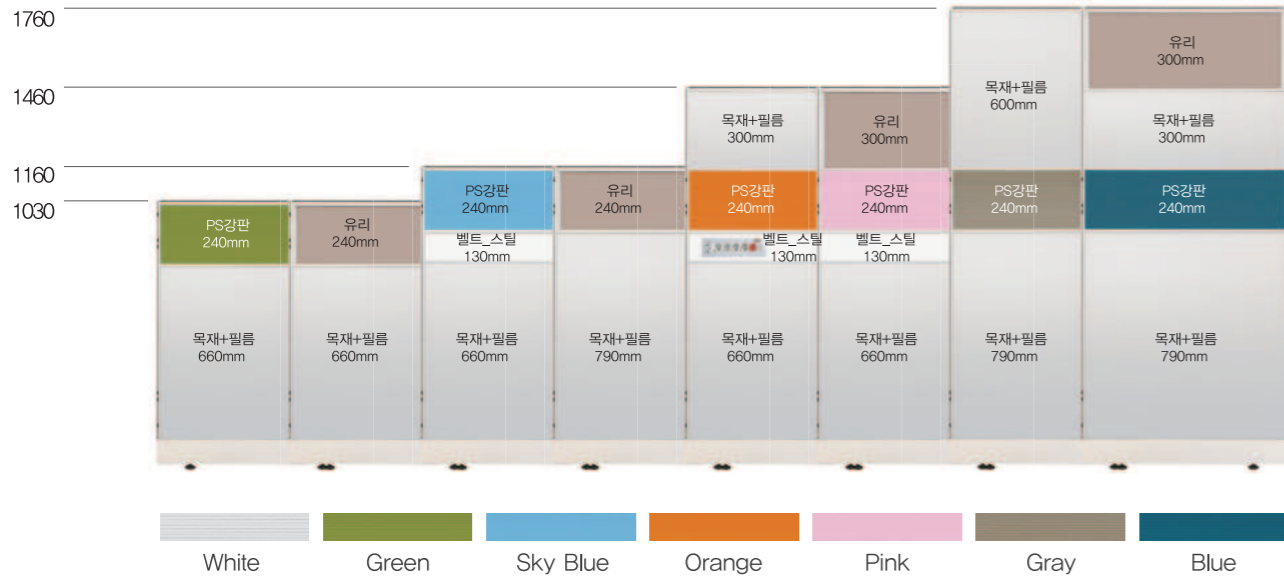 1760
1460
1160
1030
PS강판
240mm
목재+필름
660mm
유리
240mm
목재+필름
660mm
PS강판
240mm
벨트_스틸
130mm
목재+필름
660mm
유리
240mm
목재+필름
790mm
목재+필름
300mm
PS강판
240mm
벨트_스틸
130mm
목재+필름
660mm
유리
300mm
PS강판
240mm
벨트_스틸
130mm
목재+필름
660mm
목재+필름
600mm
PS강판
240mm
목재+필름
790mm
유리
300mm
목재+필름
300mm
PS강판
240mm
목재+필름
790mm
White
Green
Sky Blue
Orange
Pink
Gray
Blue